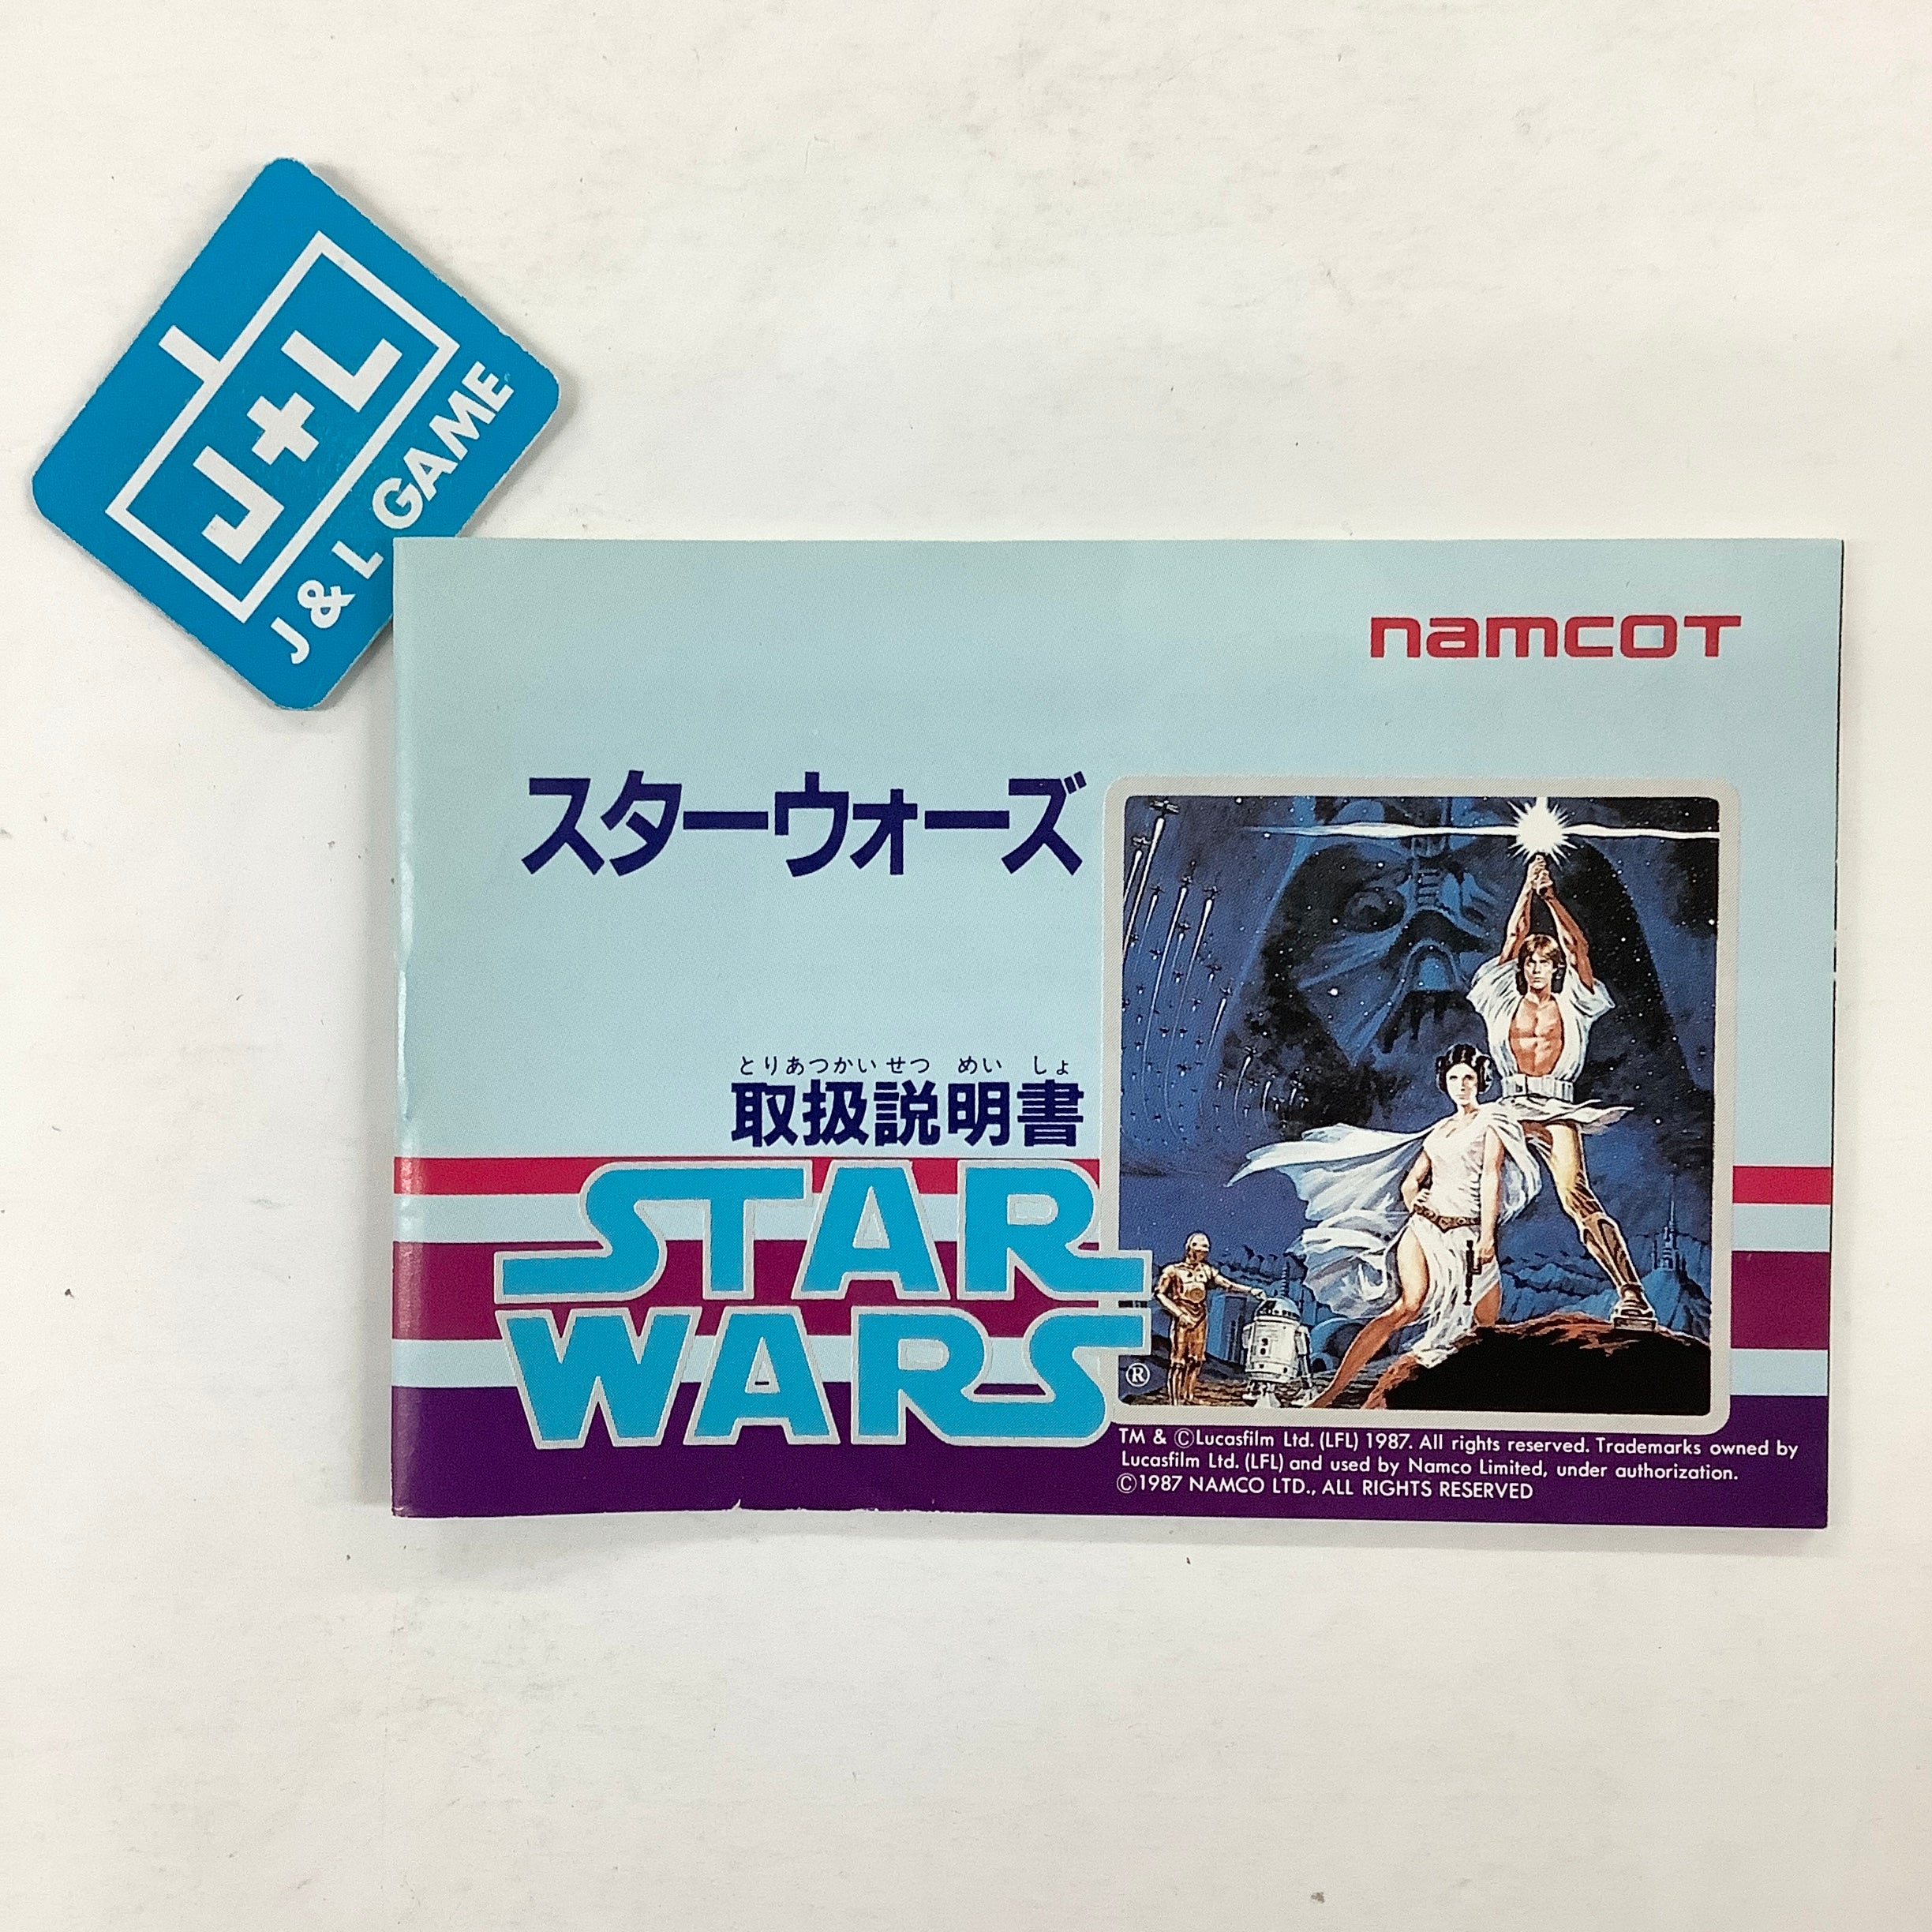 J+L
J & L GAME
namcot
スターウォーズ
とりあつかいせつ めい しょ
取扱説明書
STAR
WARS
®
TM & ©Lucasfilm Ltd. (LFL) 1987. All rights reserved. Trademarks owned by
Lucasfilm Ltd. (LFL) and used by Namco Limited, under authorization.
©1987 NAMCO LTD., ALL RIGHTS RESERVED